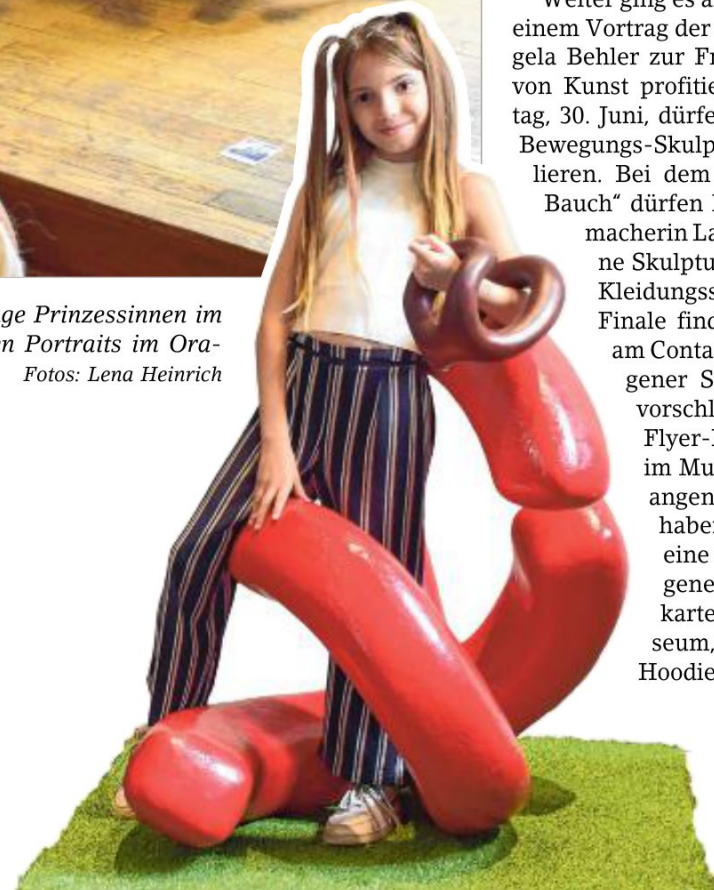 ge Prinzessinnen im
n Portraits im Ora-
Fotos: Lena Heinrich
Weiter ging es a
einem Vortrag der
gela Behler zur Fr
von Kunst profitie
tag, 30. Juni, dürfe
Bewegungs-Skulp
lieren. Bei dem
Bauch“ dürfen
macherin La
ne Skulptu
Kleidungss
Finale find
am Conta
gener S
vorschl
Flyer-
im Mu
angen
haben
eine
gene
karte
seum,
Hoodie